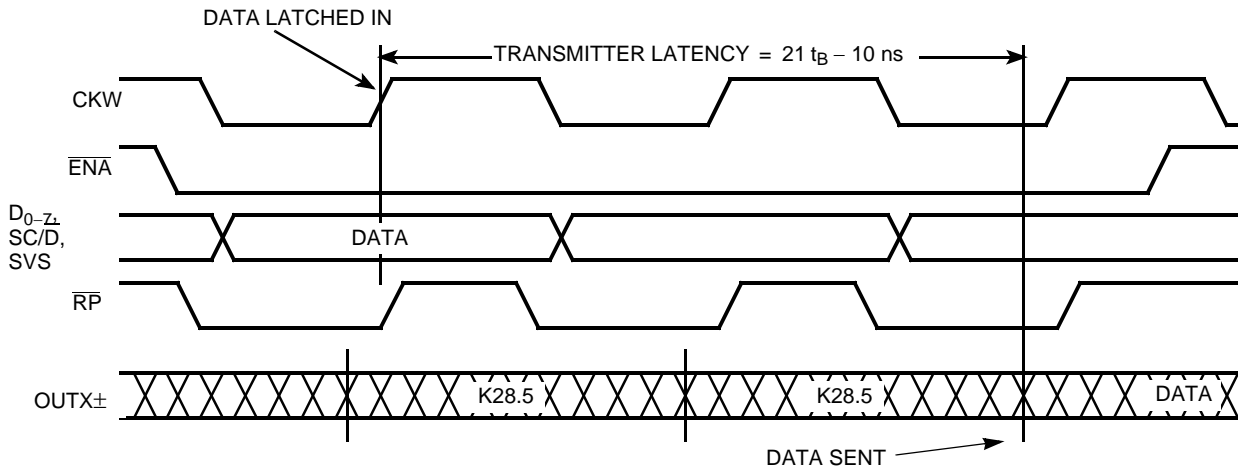 DATA LATCHED IN
TRANSMITTER LATENCY = 21 tB – 10 ns
CKW
ENA
D0–7,
SC/D,
SVS
DATA
RP
OUTX±
K28.5
K28.5
DATA
DATA SENT